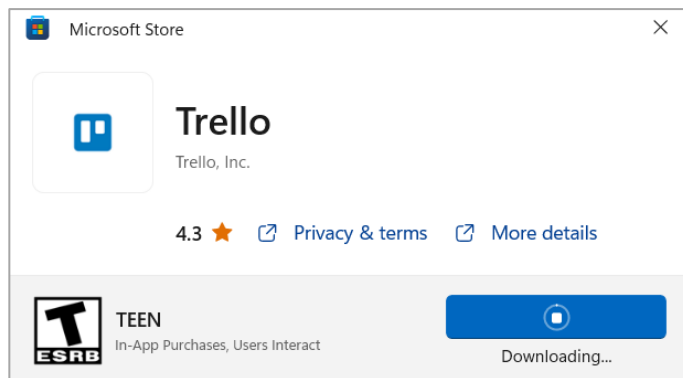 Microsoft Store
Trello
Trello, Inc.
4.3 Privacy & terms More details
T
ESRB
TEEN
In-App Purchases, Users Interact
Downloading...